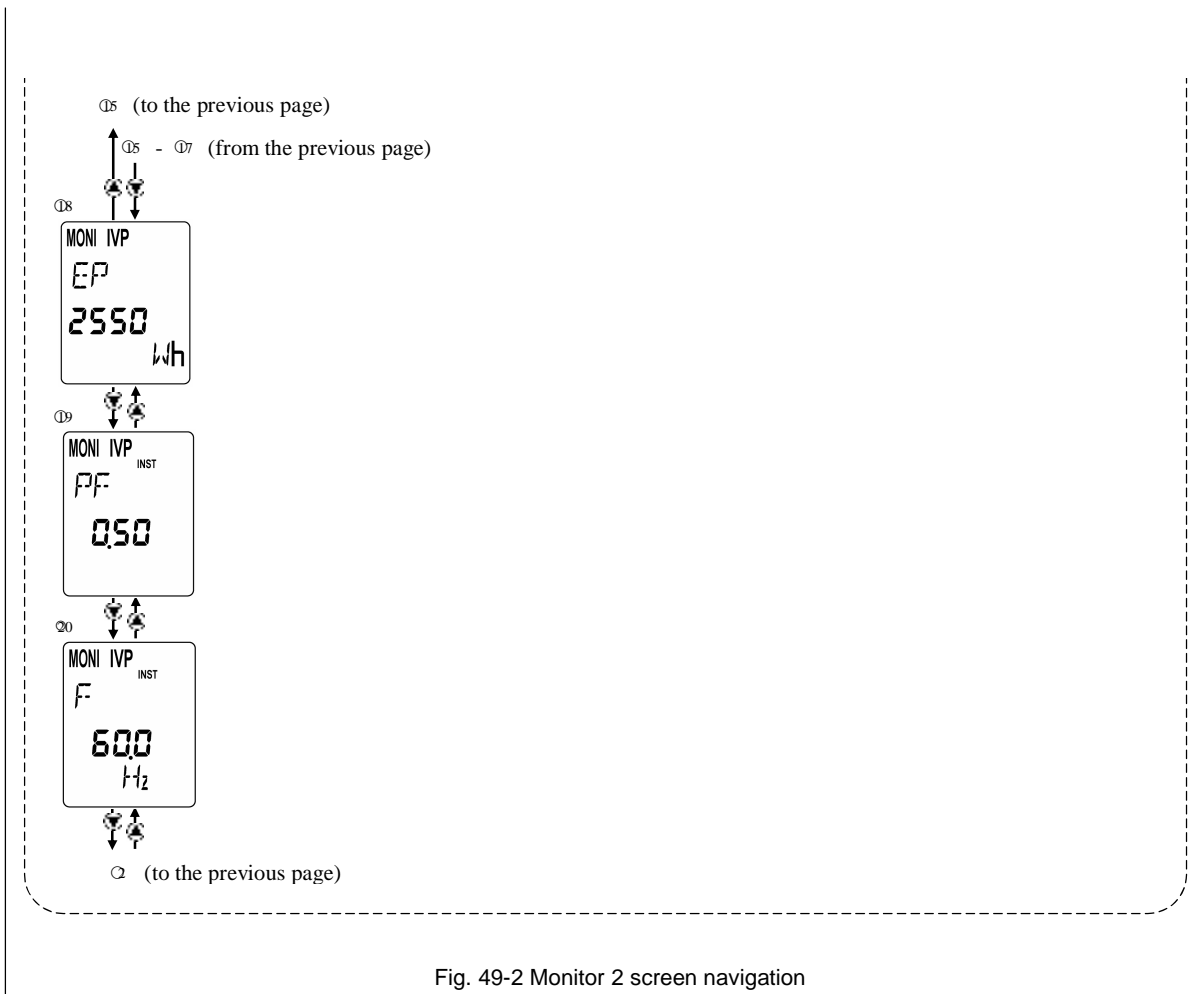 ⑮ (to the previous page)
⑮ - ⑰ (from the previous page)
⑱
MONI IVP
EP
2550
Wh
⑲
MONI IVP
INST
PF
0.50
⑳
MONI IVP
INST
F
60.0
Hz
② (to the previous page)
Fig. 49-2 Monitor 2 screen navigation